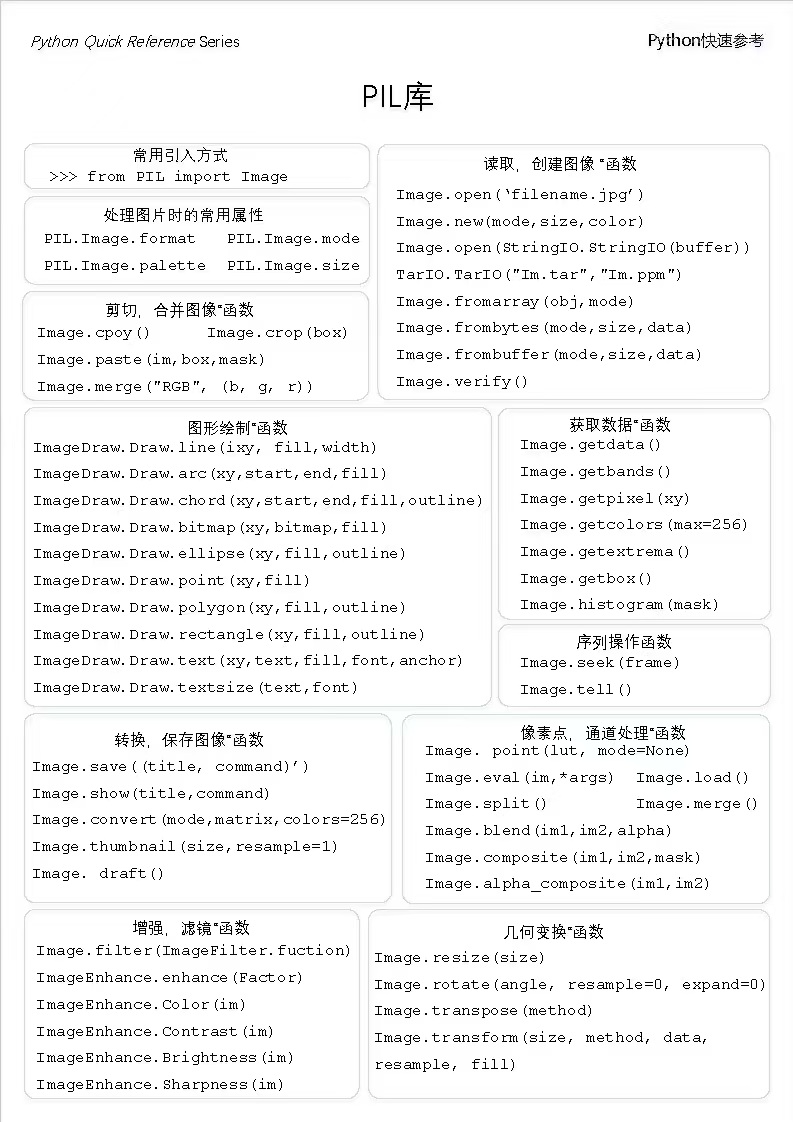 Python Quick Reference Series
Python快速参考
PIL库
常用引入方式
>>> from PIL import Image
处理图片时的常用属性
PIL.Image.format PIL.Image.mode
PIL.Image.palette PIL.Image.size
剪切，合并图像“函数
Image.cpoy() Image.crop(box)
Image.paste(im,box,mask)
Image.merge("RGB", (b, g, r))
读取，创建图像 “函数
Image.open(‘filename.jpg’)
Image.new(mode,size,color)
Image.open(StringIO.StringIO(buffer))
TarIO.TarIO("Im.tar","Im.ppm")
Image.fromarray(obj,mode)
Image.frombytes(mode,size,data)
Image.frombuffer(mode,size,data)
Image.verify()
图形绘制“函数
ImageDraw.Draw.line(ixy, fill,width)
ImageDraw.Draw.arc(xy,start,end,fill)
ImageDraw.Draw.chord(xy,start,end,fill,outline)
ImageDraw.Draw.bitmap(xy,bitmap,fill)
ImageDraw.Draw.ellipse(xy,fill,outline)
ImageDraw.Draw.point(xy,fill)
ImageDraw.Draw.polygon(xy,fill,outline)
ImageDraw.Draw.rectangle(xy,fill,outline)
ImageDraw.Draw.text(xy,text,fill,font,anchor)
ImageDraw.Draw.textsize(text,font)
获取数据“函数
Image.getdata()
Image.getbands()
Image.getpixel(xy)
Image.getcolors(max=256)
Image.getextrema()
Image.getbox()
Image.histogram(mask)
序列操作函数
Image.seek(frame)
Image.tell()
转换，保存图像“函数
Image.save((title, command)’)
Image.show(title,command)
Image.convert(mode,matrix,colors=256)
Image.thumbnail(size,resample=1)
Image. draft()
像素点，通道处理“函数
Image. point(lut, mode=None)
Image.eval(im,*args) Image.load()
Image.split() Image.merge()
Image.blend(im1,im2,alpha)
Image.composite(im1,im2,mask)
Image.alpha_composite(im1,im2)
增强，滤镜“函数
Image.filter(ImageFilter.fuction)
ImageEnhance.enhance(Factor)
ImageEnhance.Color(im)
ImageEnhance.Contrast(im)
ImageEnhance.Brightness(im)
ImageEnhance.Sharpness(im)
几何变换“函数
Image.resize(size)
Image.rotate(angle, resample=0, expand=0)
Image.transpose(method)
Image.transform(size, method, data,
resample, fill)